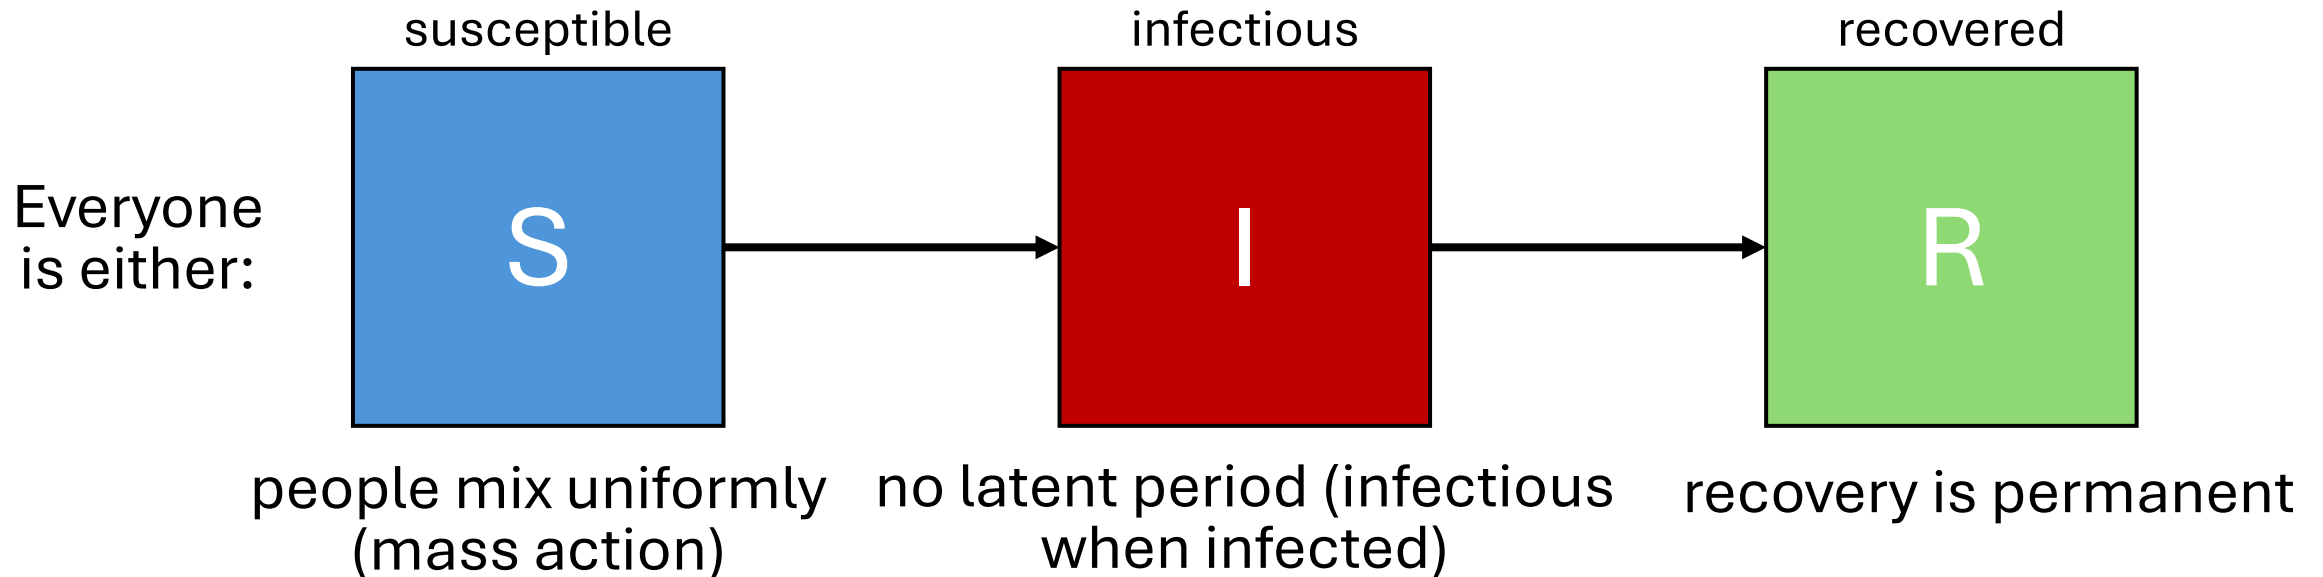 susceptible
infectious
recovered
Everyone
is either:
S
I
R
people mix uniformly
(mass action)
no latent period (infectious
when infected)
recovery is permanent